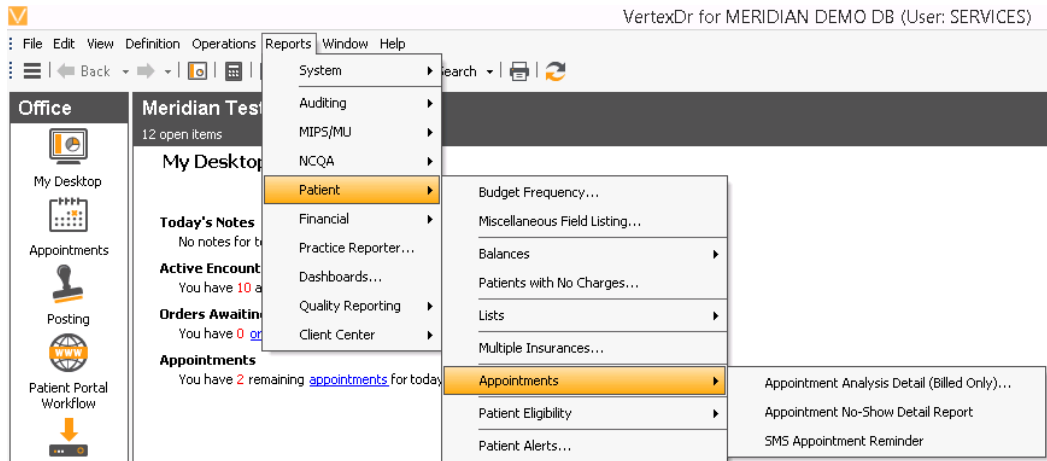 VertexDr for MERIDIAN DEMO DB (User: SERVICES)
File Edit View Definition Operations Reports Window Help
Back
earch
Office
My Desktop
Appointments
Posting
www
Patient Portal
Workflow
Meridian Test
12 open items
My Desktop
Today's Notes
No notes for t
Active Encount
You have 10 a
Orders Awaitin
You have 0 or
Appointments
You have 2 remaining appointments for today
System
Auditing
MIPS/MU
NCQA
Patient
Financial
Practice Reporter...
Dashboards...
Quality Reporting
Client Center
Budget Frequency...
Miscellaneous Field Listing...
Balances
Patients with No Charges...
Lists
Multiple Insurances...
Appointments
Patient Eligibility
Patient Alerts...
Appointment Analysis Detail (Billed Only)...
Appointment No-Show Detail Report
SMS Appointment Reminder